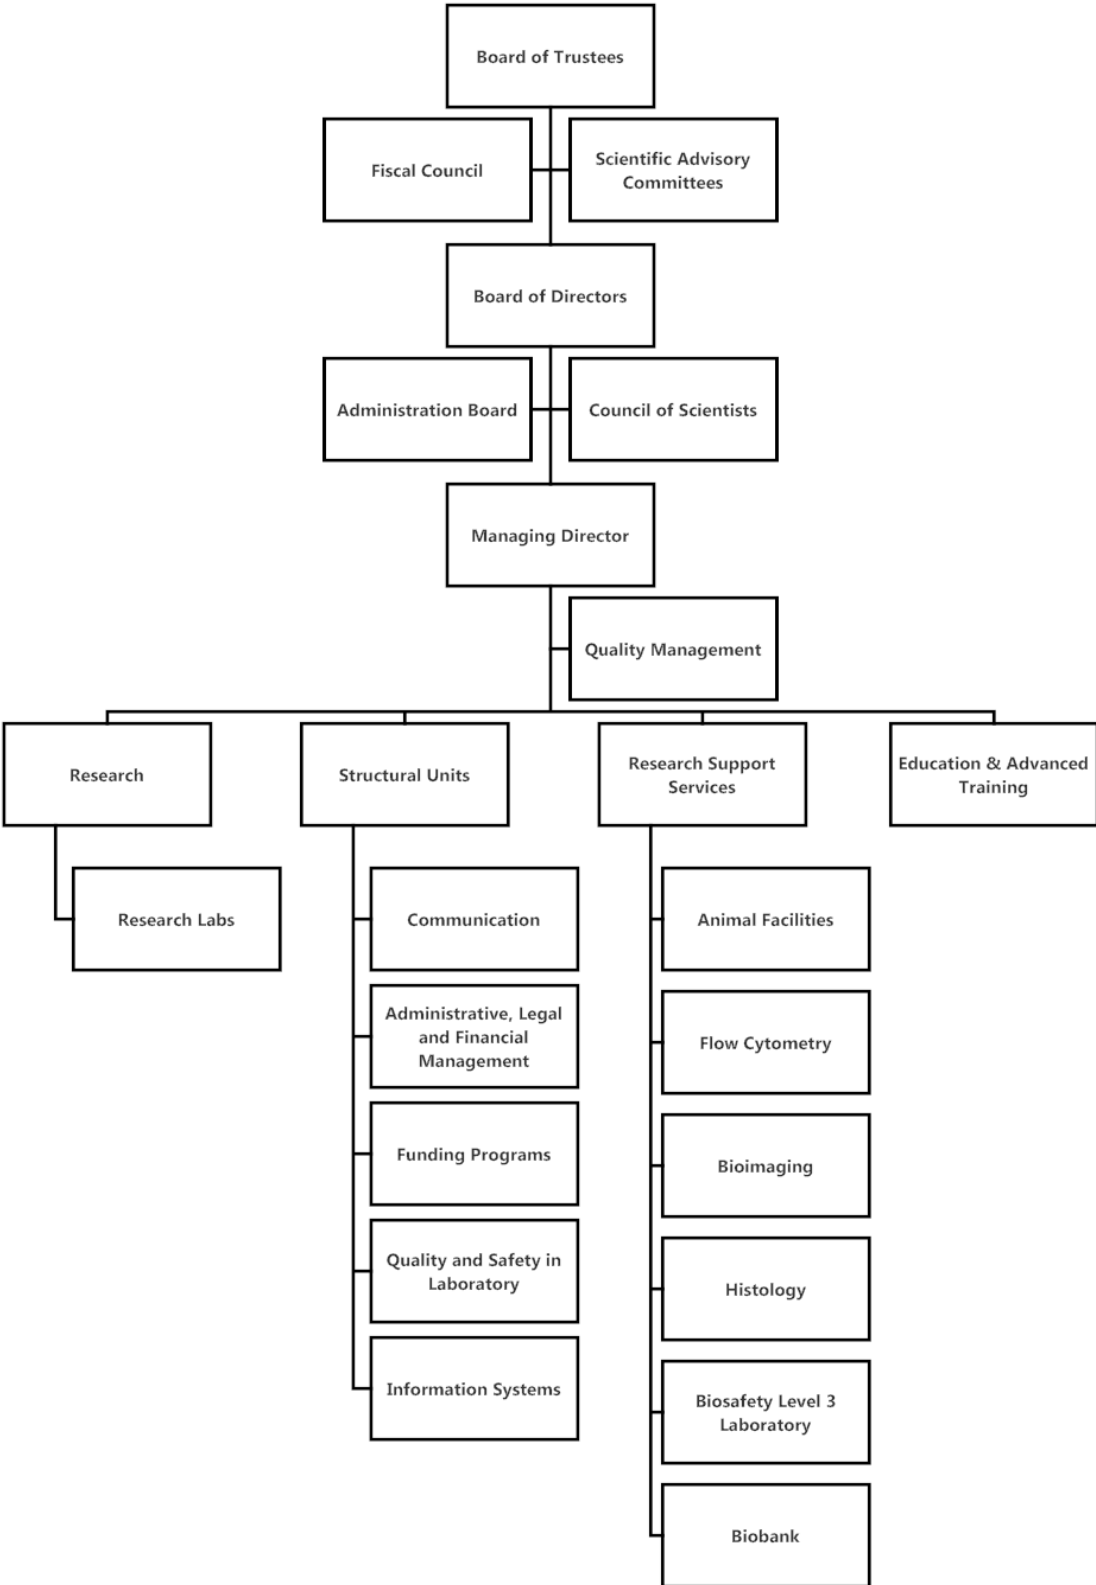 Board of Trustees
Fiscal Council
Scientific Advisory
Committees
Board of Directors
Administration Board
Council of Scientists
Managing Director
Quality Management
Research
Structural Units
Research Support
Services
Education & Advanced
Training
Research Labs
Communication
Administrative, Legal
and Financial
Management
Funding Programs
Quality and Safety in
Laboratory
Information Systems
Animal Facilities
Flow Cytometry
Bioimaging
Histology
Biosafety Level 3
Laboratory
Biobank